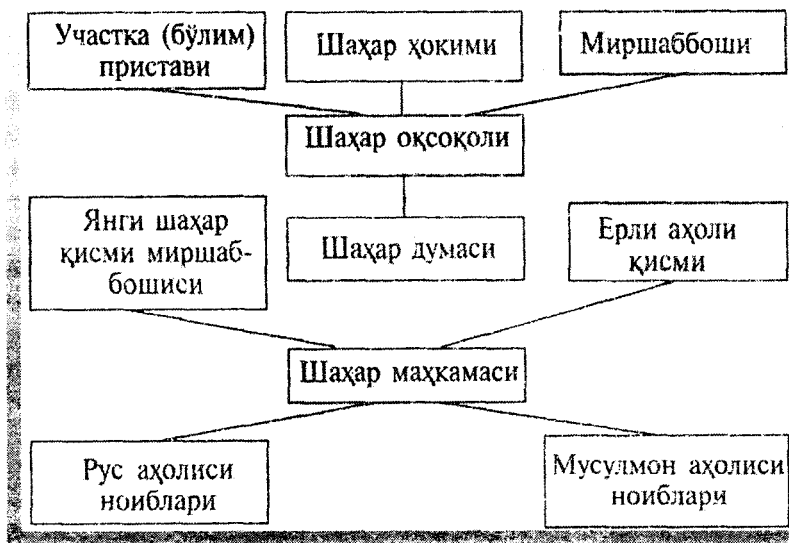 Участка (бўлим)
пристави
Шаҳар ҳокими
Миршаббоши
Шаҳар оқсоқоли
Янги шаҳар
қисми миршаб-
бошиси
Шаҳар думаси
Ерли аҳоли
қисми
Шаҳар маҳкамаси
Рус аҳолиси
ноиблари
Мусулмон аҳолиси
ноиблари